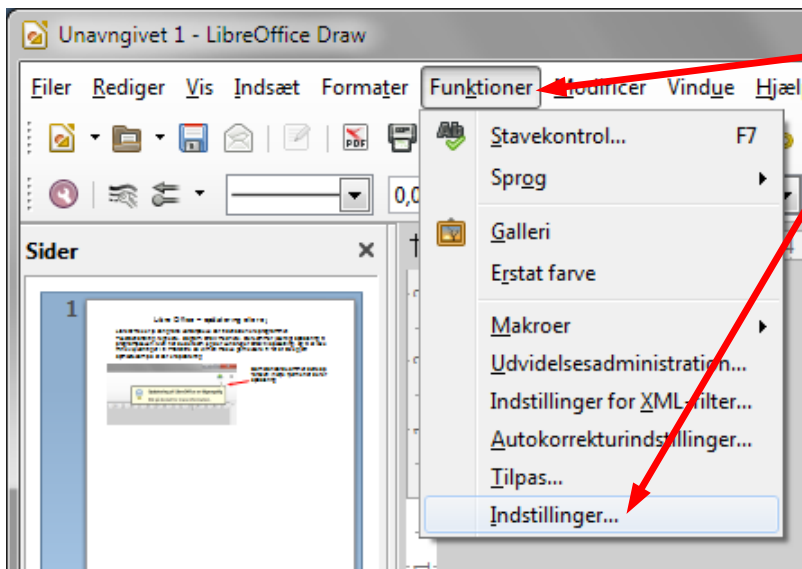 Unavngivet 1 - LibreOffice Draw
Filer Rediger Vis Indsæt Formater Funktioner Modificer Vindue Hjæl
PDF
Stavekontrol... F7
Sprog
0,0
Galleri
Sider
Erstat farve
1
Makroer
Udvidelsesadministration...
Indstillinger for XML-filter...
Autokorrekturindstillinger...
Tilpas...
Indstillinger...